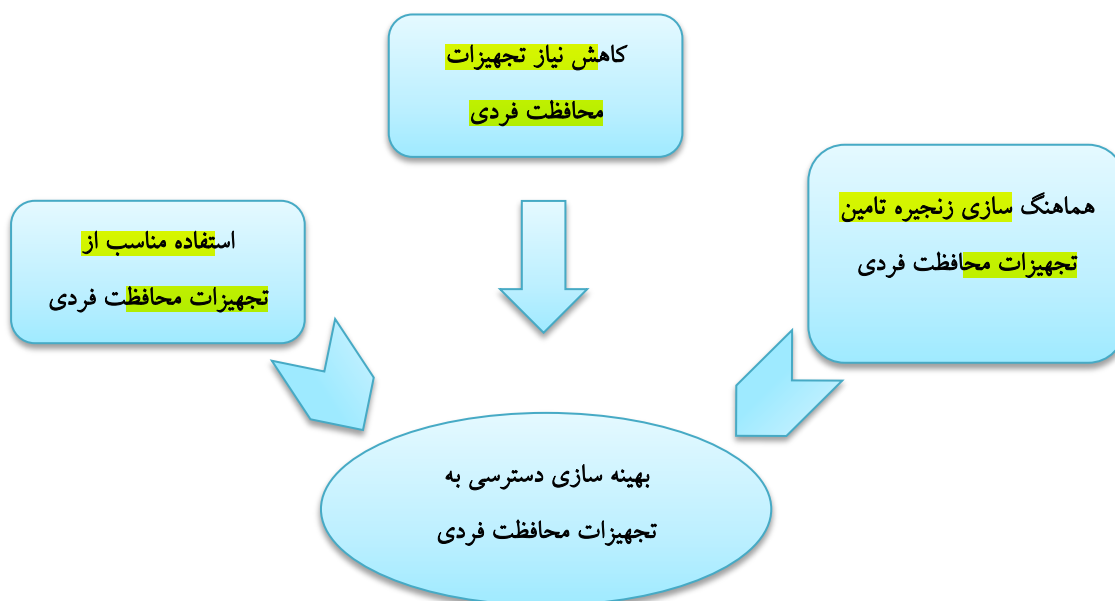 کاهش نیاز تجهیزات
محافظت فردی
هماهنگ سازی زنجیره تامین
تجهیزات محافظت فردی
استفاده مناسب از
تجهیزات محافظت فردی
بهینه سازی دسترسی به
تجهیزات محافظت فردی